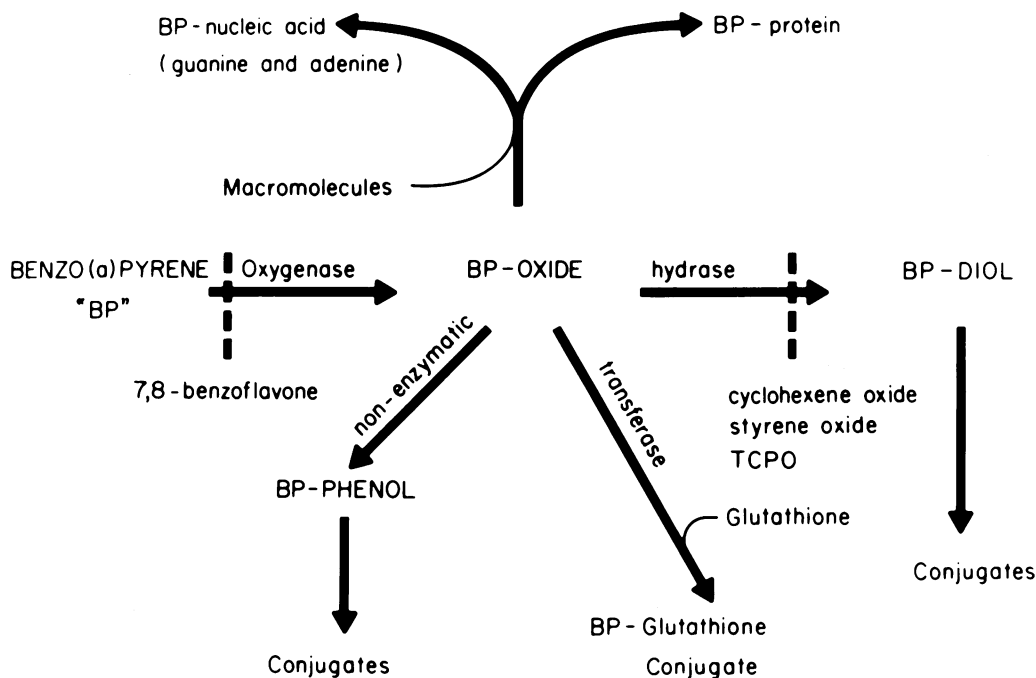 BP-nucleic acid
(guanine and adenine)
BP-protein
Macromolecules
BENZO(a)PYRENE
"BP"
Oxygenase
BP-OXIDE
hydrase
BP-DIOL
7,8-benzoflavone
non-enzymatic
transferase
cyclohexene oxide
styrene oxide
TCPO
BP-PHENOL
Glutathione
Conjugates
BP-Glutathione
Conjugate
Conjugates